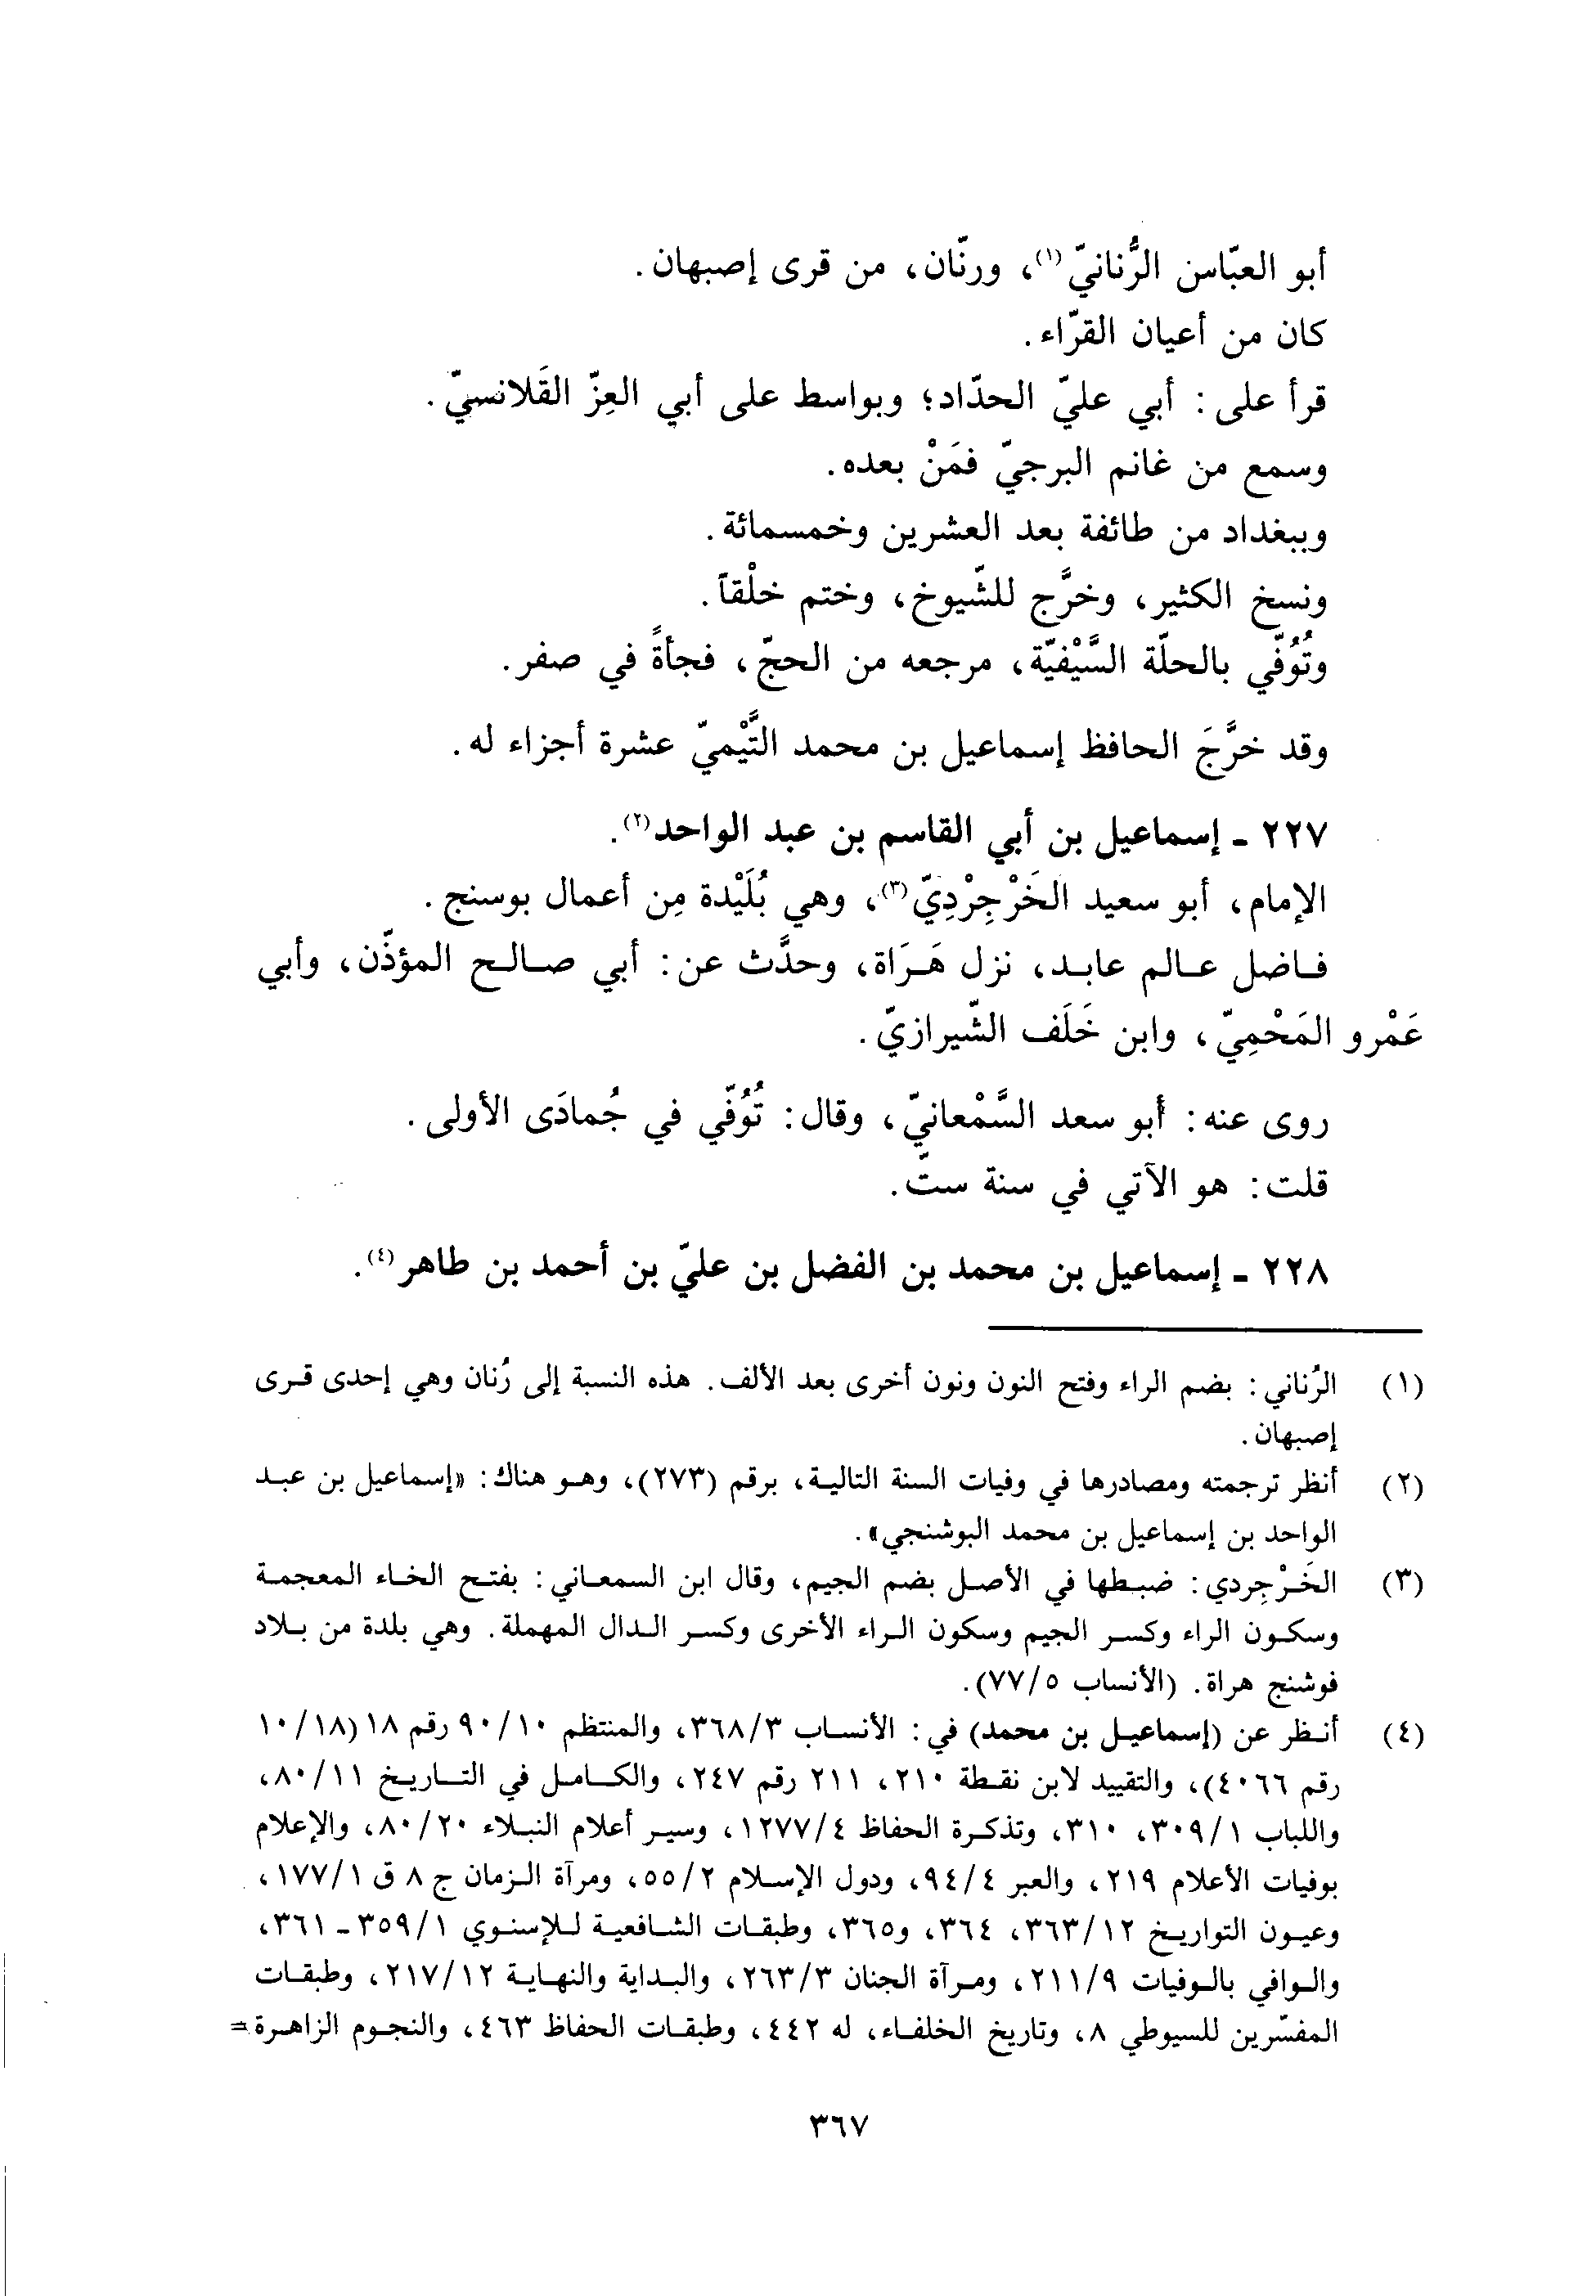 أبو العبّاس الرُّنانيّ(١)، ورنّان، من قرى إصبهان.
كان من أعيان القرّاء.
قرأ على: أبي عليّ الحدّاد؛ وبواسط على أبي العِزّ القَلانسيّ.
وسمع من غانم البرجيّ فمَنْ بعده.
وببغداد من طائفة بعد العشرين وخمسمائة.
ونسخ الكثير، وخرَّج للشّيوخ، وختم خلْقاً.
وتُوُفّي بالحلّة السَّيْفيّة، مرجعه من الحجّ، فجأةً في صفر.
وقد خرَّجَ الحافظ إسماعيل بن محمد التَّيْميّ عشرة أجزاء له.
٢٢٧ ـ إسماعيل بن أبي القاسم بن عبد الواحد(٢).
الإمام، أبو سعيد الخَرْجِرْدِيّ(٣)، وهي بُلَيْدة مِن أعمال بوسنج.
فاضل عالم عابد، نزل هَرَاة، وحدَّث عن: أبي صالح المؤذّن، وأبي
عَمْرو المَحْمِيّ، وابن خَلَف الشّيرازيّ.
روى عنه: أبو سعد السَّمْعانيّ، وقال: تُوُفّي في جُمادَى الأولى.
قلت: هو الآتي في سنة ستّ.
٢٢٨ ـ إسماعيل بن محمد بن الفضل بن عليّ بن أحمد بن طاهر(٤).
(١) الرُناني: بضم الراء وفتح النون ونون أخرى بعد الألف. هذه النسبة إلى رُنان وهي إحدى قرى
إصبهان.
(٢) أنظر ترجمته ومصادرها في وفيات السنة التالية، برقم (٢٧٣)، وهو هناك: «إسماعيل بن عبد
الواحد بن إسماعيل بن محمد البوشنجي».
(٣) الخَرْجِردي: ضبطها في الأصل بضم الجيم، وقال ابن السمعاني: بفتح الخاء المعجمة
وسكون الراء وكسر الجيم وسكون الراء الأخرى وكسر الدال المهملة. وهي بلدة من بلاد
فوشنج هراة. (الأنساب ٥/٧٧).
(٤) أنظر عن (إسماعيل بن محمد) في: الأنساب ٣/٣٦٨، والمنتظم ١٠/٩٠ رقم ١٨ (١٨/١٠
رقم ٤٠٦٦)، والتقييد لابن نقطة ٢١٠، ٢١١ رقم ٢٤٧، والكامل في التاريخ ١١/٨٠،
واللباب ١/٣٠٩، ٣١٠، وتذكرة الحفاظ ٤/١٢٧٧، وسير أعلام النبلاء ٢٠/٨٠، والإعلام
بوفيات الأعلام ٢١٩، والعبر ٤/٩٤، ودول الإسلام ٢/٥٥، ومرآة الزمان ج ٨ ق ١/١٧٧،
وعيون التواريخ ١٢/٣٦٣، ٣٦٤، و٣٦٥، وطبقات الشافعية للإسنوي ١/٣٥٩ ـ ٣٦١،
والوافي بالوفيات ٩/٢١١، ومرآة الجنان ٣/٢٦٣، والبداية والنهاية ١٢/٢١٧، وطبقات
المفسّرين للسيوطي ٨، وتاريخ الخلفاء، له ٤٤٢، وطبقات الحفاظ ٤٦٣، والنجوم الزاهرة =
٣٦٧